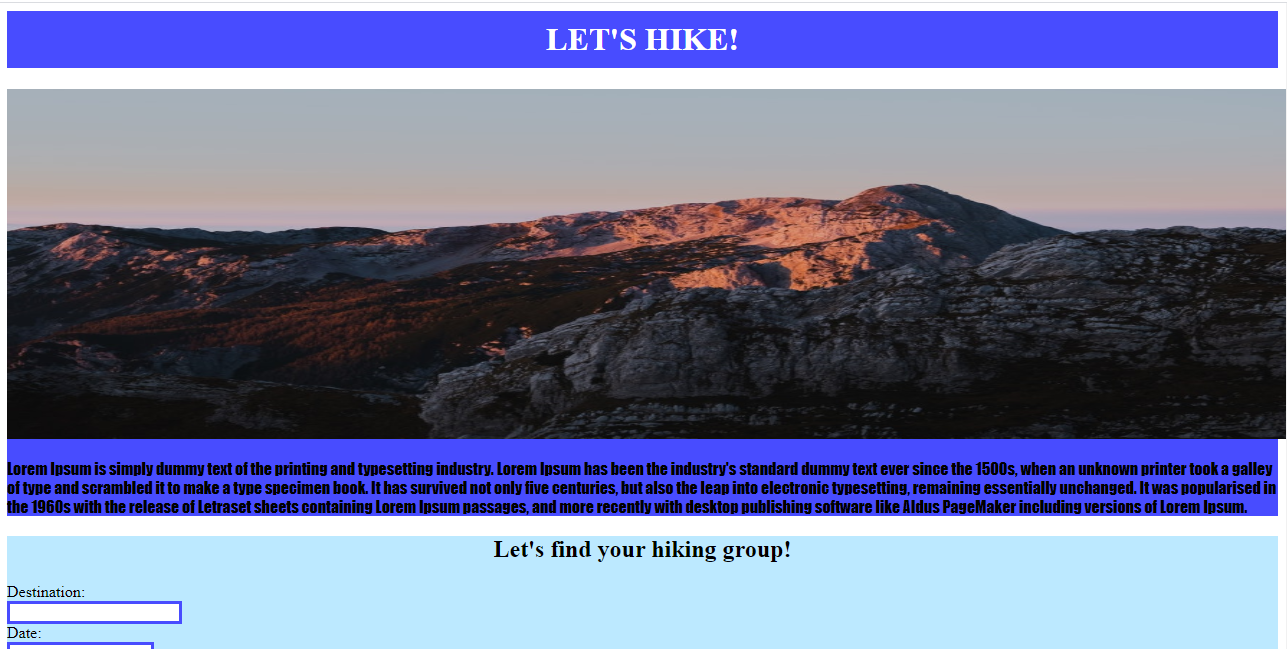 LET'S HIKE!
Lorem Ipsum is simply dummy text of the printing and typesetting industry. Lorem Ipsum has been the industry's standard dummy text ever since the 1500s, when an unknown printer took a galley
of type and scrambled it to make a type specimen book. It has survived not only five centuries, but also the leap into electronic typesetting, remaining essentially unchanged. It was popularised in
the 1960s with the release of Letraset sheets containing Lorem Ipsum passages, and more recently with desktop publishing software like Aldus PageMaker including versions of Lorem Ipsum.
Let's find your hiking group!
Destination:
Date: